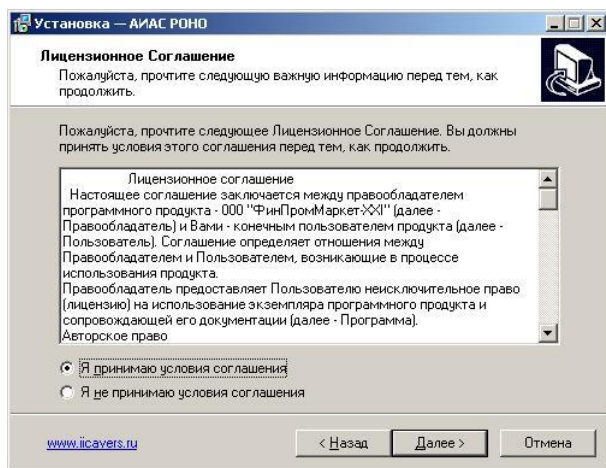 Установка — АИАС РОНО
Лицензионное Соглашение
Пожалуйста, прочтите следующую важную информацию перед тем, как
продолжить.
Пожалуйста, прочтите следующее Лицензионное Соглашение. Вы должны
принять условия этого соглашения перед тем, как продолжить.
Лицензионное соглашение
Настоящее соглашение заключается между правообладателем
программного продукта - ООО "ФинПромМаркет-XXI" (далее -
Правообладатель) и Вами - конечным пользователем продукта (далее -
Пользователь). Соглашение определяет отношения между
Правообладателем и Пользователем, возникающие в процессе
использования продукта.
Правообладатель предоставляет Пользователю неисключительное право
(лицензию) на использование экземпляра программного продукта и
сопровождающей его документации (далее - Программа).
Авторское право
Я принимаю условия соглашения
Я не принимаю условия соглашения
www.iicavers.ru
< Назад
Далее >
Отмена